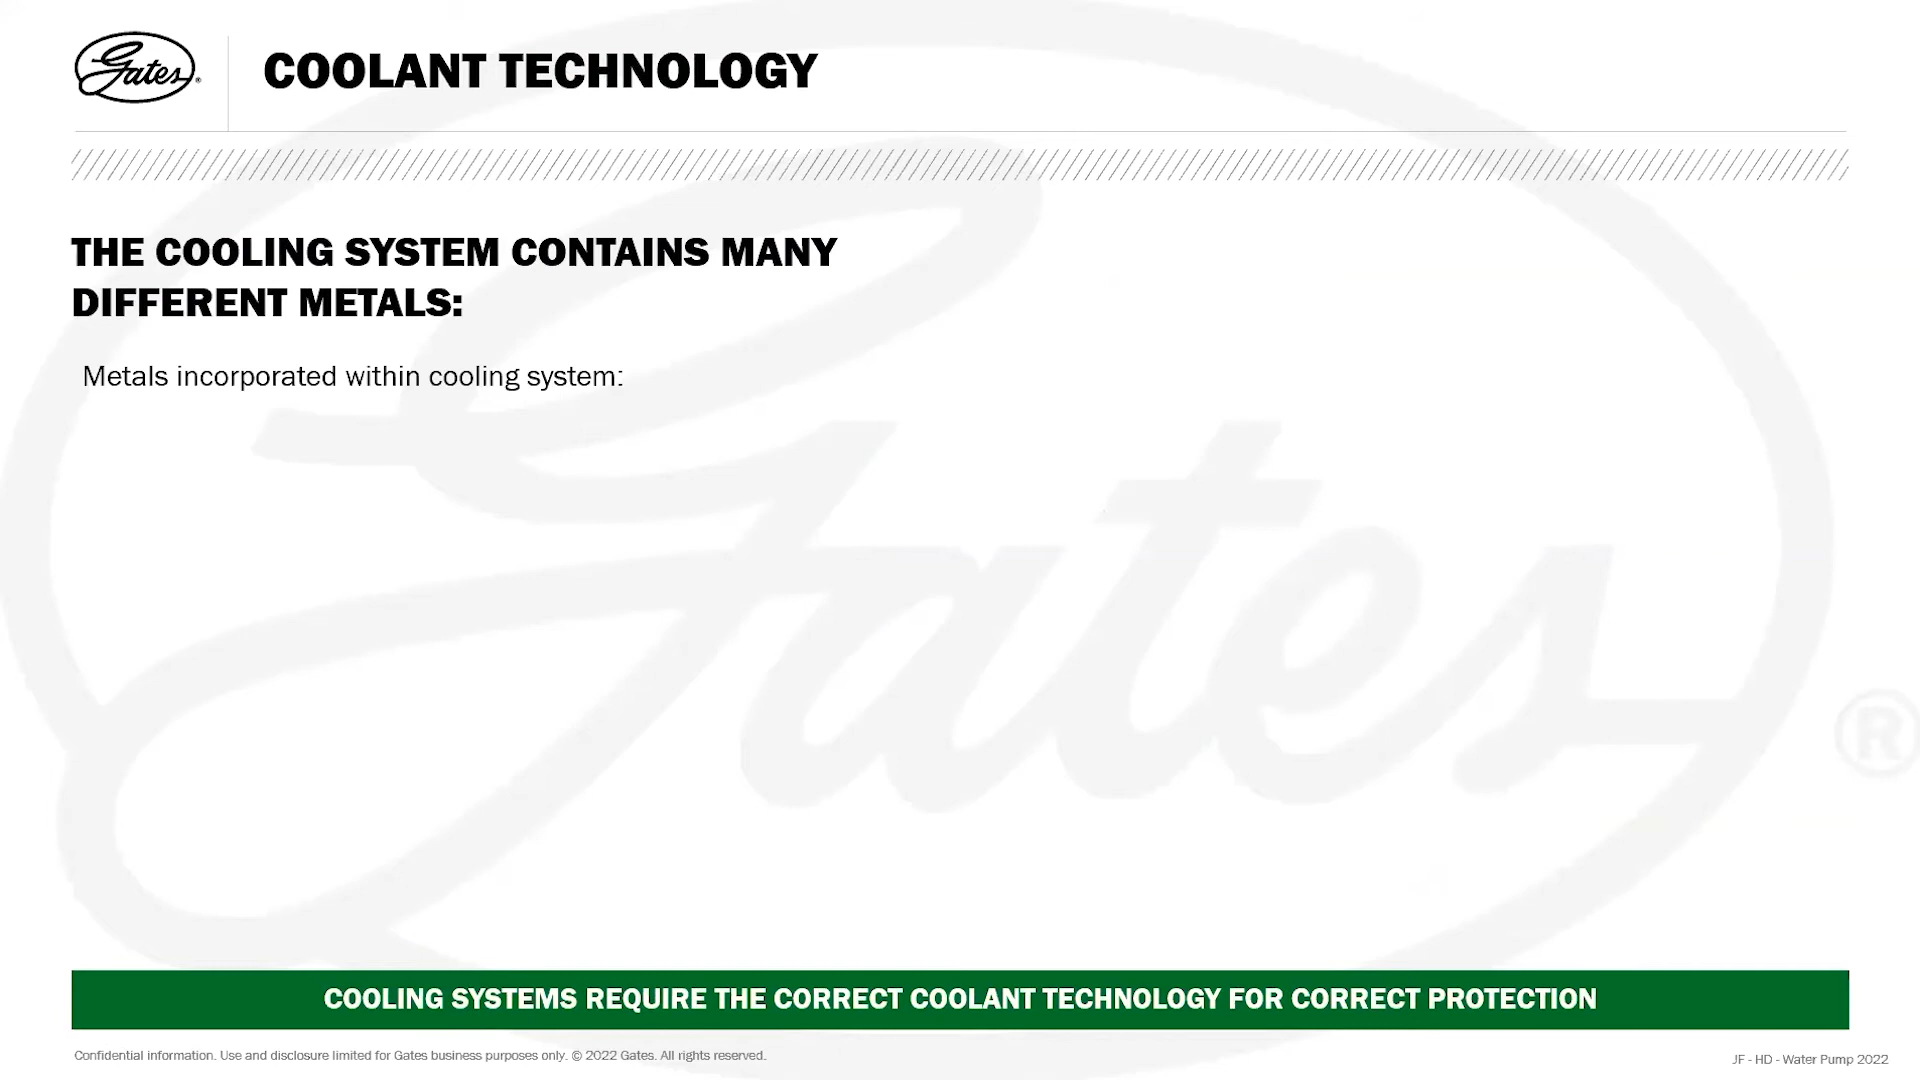 Gates®
COOLANT TECHNOLOGY
THE COOLING SYSTEM CONTAINS MANY
DIFFERENT METALS:
Metals incorporated within cooling system:
Gates®
COOLING SYSTEMS REQUIRE THE CORRECT COOLANT TECHNOLOGY FOR CORRECT PROTECTION
Confidential information. Use and disclosure limited for Gates business purposes only. © 2022 Gates. All rights reserved.
JF - HD - Water Pump 2022